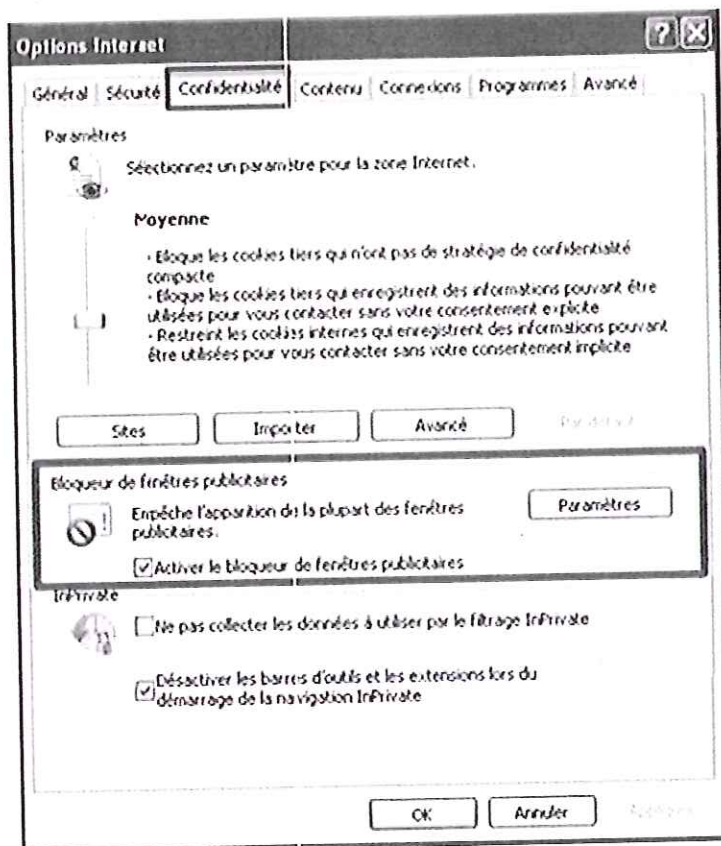 Options Internet
Général Sécurité Confidentialité Contenu Connexions Programmes Avancé
Paramètres
Sélectionnez un paramètre pour la zone Internet.
Moyenne
- Bloque les cookies tiers qui n'ont pas de stratégie de confidentialité
compacte
- Bloque les cookies tiers qui enregistrent des informations pouvant être
utilisées pour vous contacter sans votre consentement explicite
- Restreint les cookies internes qui enregistrent des informations pouvant
être utilisées pour vous contacter sans votre consentement implicite
Sites Importer Avancé Par défaut
Bloqueur de fenêtres publicitaires
Empêche l'apparition de la plupart des fenêtres
publicitaires.
Paramètres
Activer le bloqueur de fenêtres publicitaires
InPrivate
Ne pas collecter les données à utiliser par le filtrage InPrivate
Désactiver les barres d'outils et les extensions lors du
démarrage de la navigation InPrivate
OK Annuler